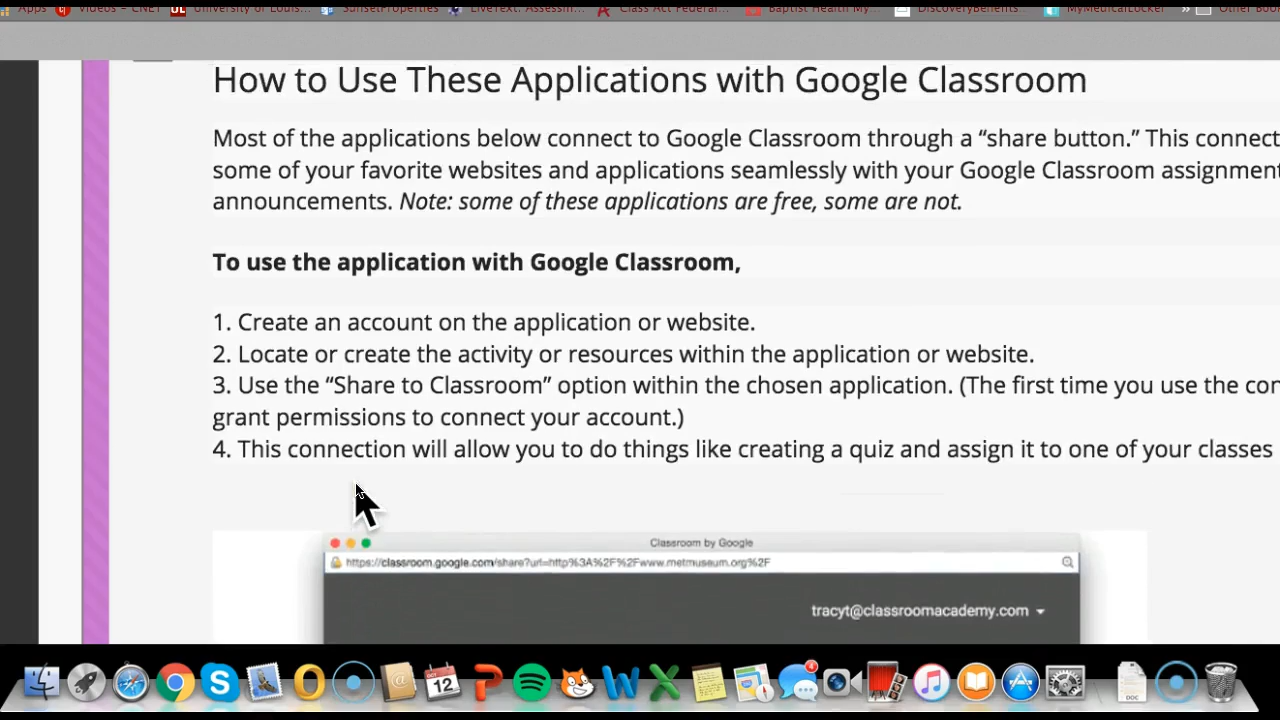 Apps Videos – CNET UL University of Louis... SunsetProperties LiveText: Assessm... Class Act Federal... Baptist Health My... DiscoveryBenefits... MyMedicalLocker » Other Book
How to Use These Applications with Google Classroom
Most of the applications below connect to Google Classroom through a “share button.” This connect
some of your favorite websites and applications seamlessly with your Google Classroom assignment
announcements. Note: some of these applications are free, some are not.
To use the application with Google Classroom,
1. Create an account on the application or website.
2. Locate or create the activity or resources within the application or website.
3. Use the “Share to Classroom” option within the chosen application. (The first time you use the con
grant permissions to connect your account.)
4. This connection will allow you to do things like creating a quiz and assign it to one of your classes
Classroom by Google
https://classroom.google.com/share?url=http%3A%2F%2Fwww.metmuseum.org%2F
tracyt@classroomacademy.com
OCT
12
4
DOC